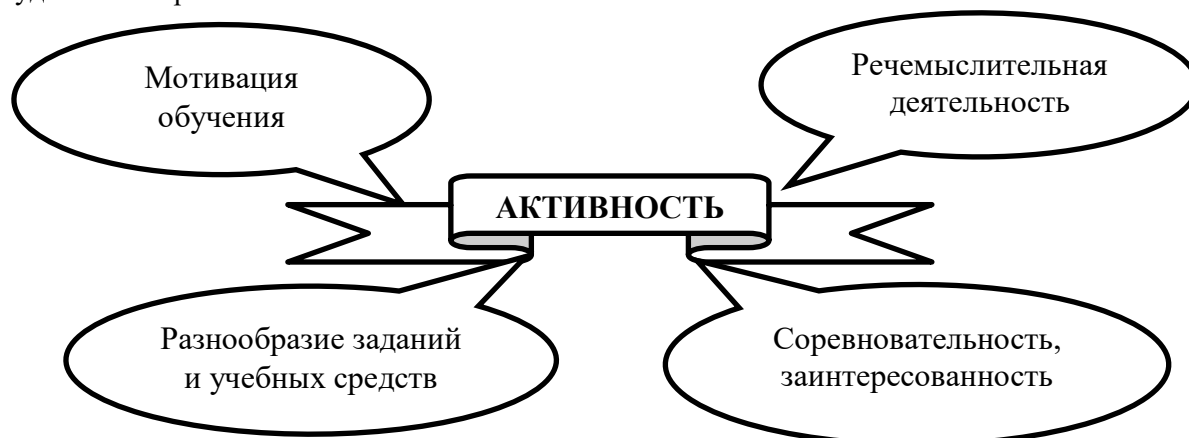 Мотивация
обучения
Речемыслительная
деятельность
АКТИВНОСТЬ
Разнообразие заданий
и учебных средств
Соревновательность,
заинтересованность